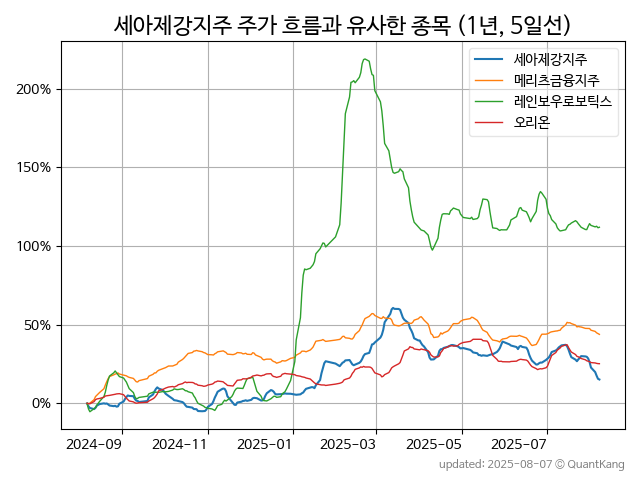 세아제강지주 주가 흐름과 유사한 종목 (1년, 5일선)
세아제강지주
메리츠금융지주
레인보우로보틱스
오리온
200%
150%
100%
50%
0%
2024-09
2024-11
2025-01
2025-03
2025-05
2025-07
updated: 2025-08-07 © QuantKang